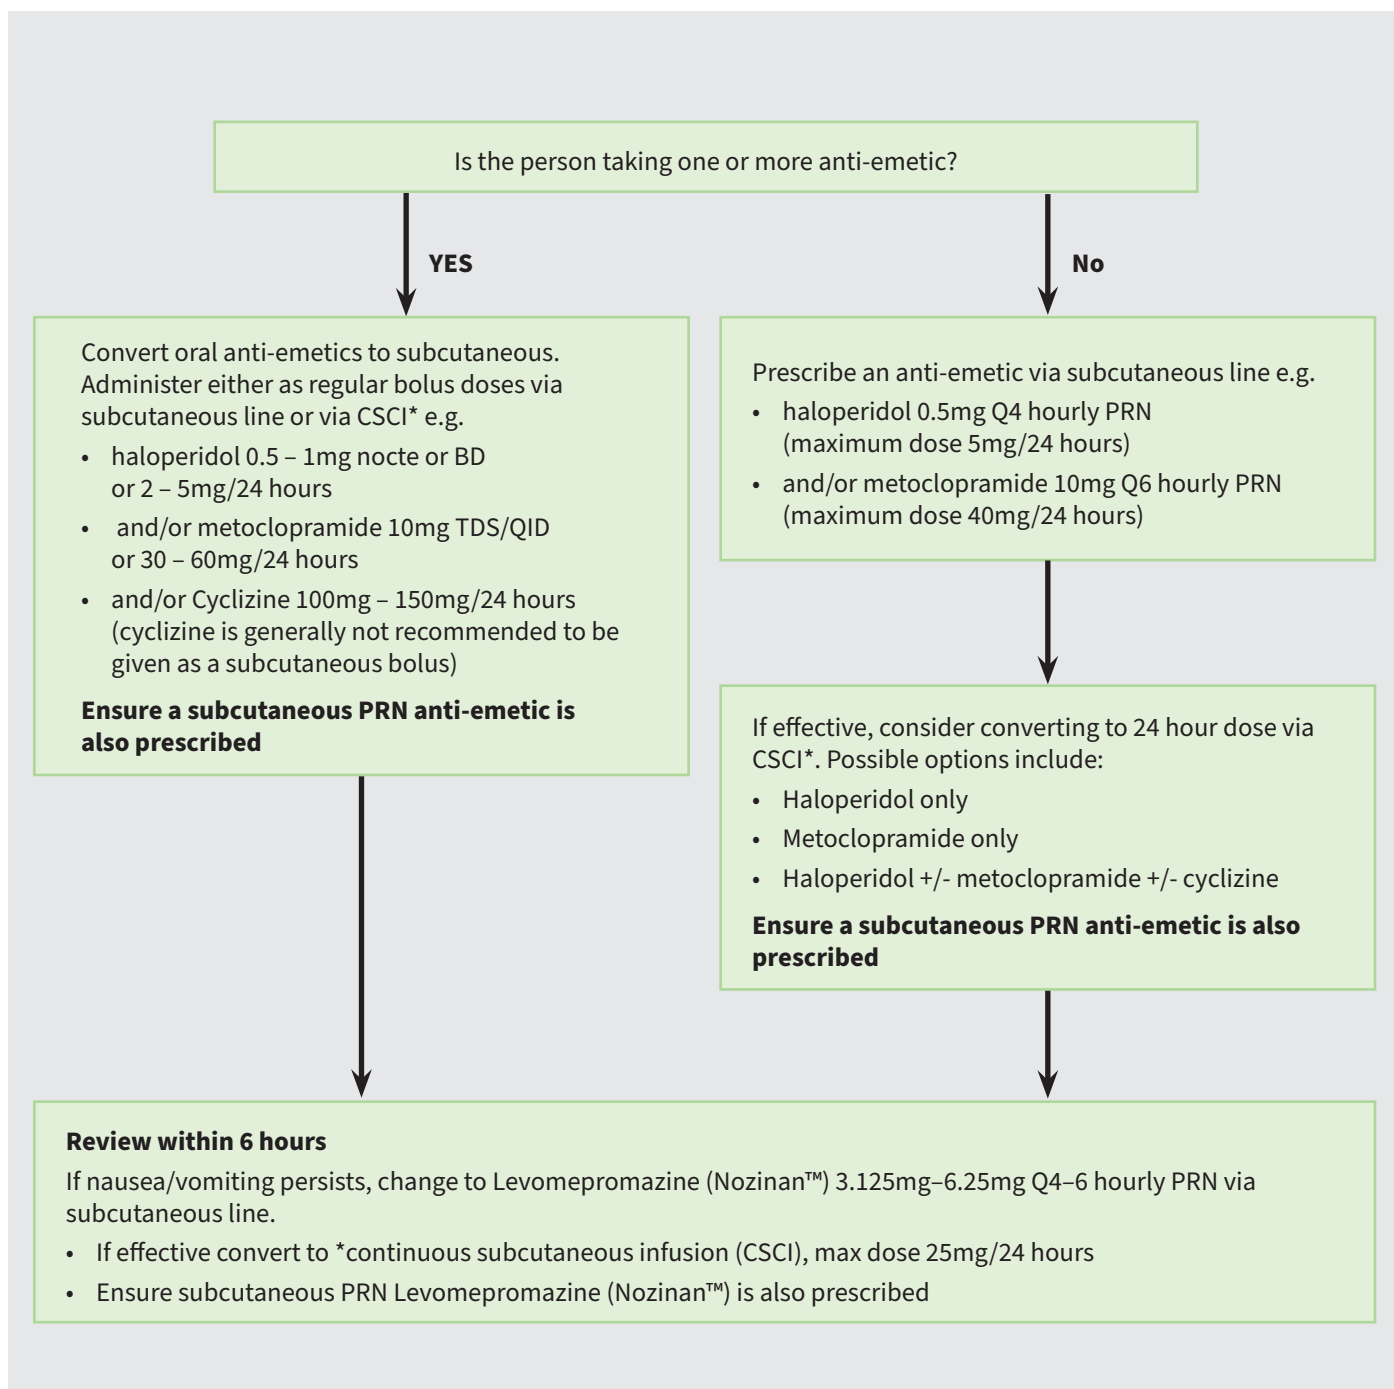 Is the person taking one or more anti-emetic?
YES
No
Convert oral anti-emetics to subcutaneous.
Administer either as regular bolus doses via
subcutaneous line or via CSCI* e.g.
• haloperidol 0.5 – 1mg nocte or BD
or 2 – 5mg/24 hours
• and/or metoclopramide 10mg TDS/QID
or 30 – 60mg/24 hours
• and/or Cyclizine 100mg – 150mg/24 hours
(cyclizine is generally not recommended to be
given as a subcutaneous bolus)
Ensure a subcutaneous PRN anti-emetic is
also prescribed
Prescribe an anti-emetic via subcutaneous line e.g.
• haloperidol 0.5mg Q4 hourly PRN
(maximum dose 5mg/24 hours)
• and/or metoclopramide 10mg Q6 hourly PRN
(maximum dose 40mg/24 hours)
If effective, consider converting to 24 hour dose via
CSCI*. Possible options include:
• Haloperidol only
• Metoclopramide only
• Haloperidol +/- metoclopramide +/- cyclizine
Ensure a subcutaneous PRN anti-emetic is also
prescribed
Review within 6 hours
If nausea/vomiting persists, change to Levomepromazine (Nozinan™) 3.125mg–6.25mg Q4–6 hourly PRN via
subcutaneous line.
• If effective convert to *continuous subcutaneous infusion (CSCI), max dose 25mg/24 hours
• Ensure subcutaneous PRN Levomepromazine (Nozinan™) is also prescribed